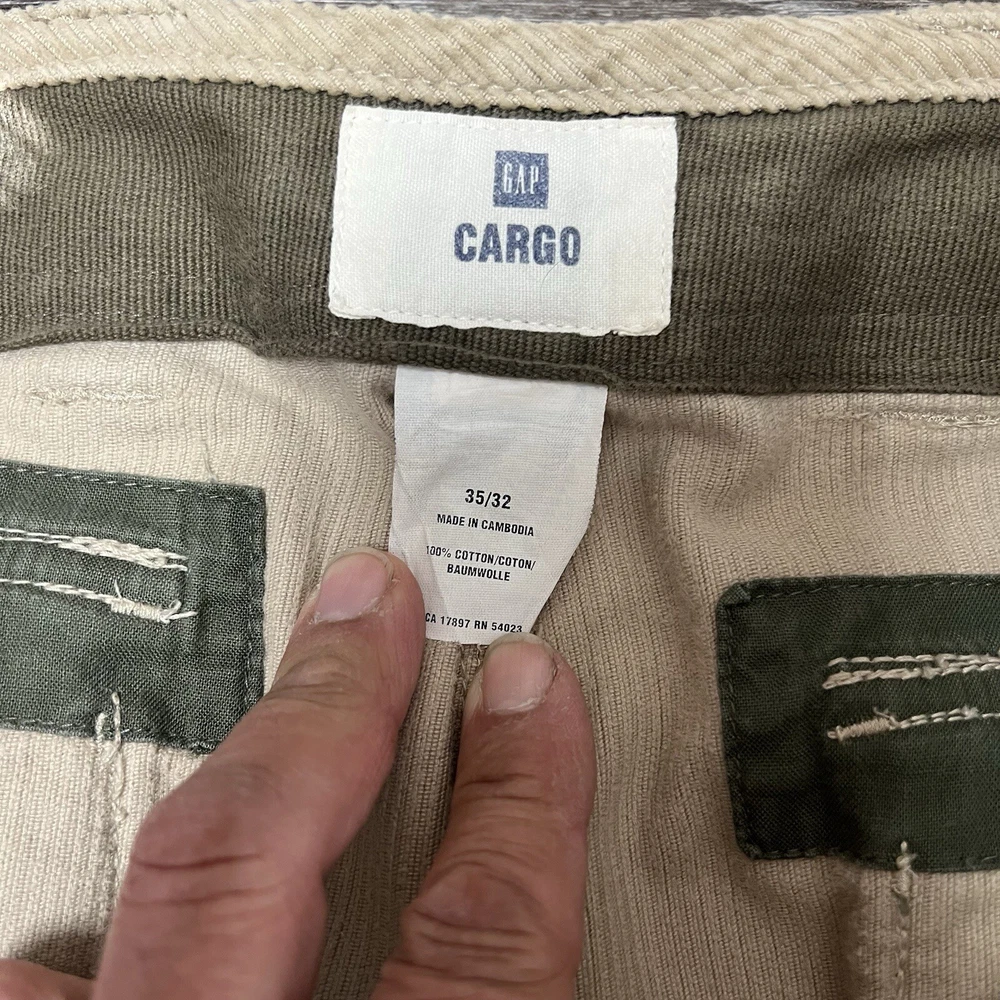 GAP
CARGO
35/32
MADE IN CAMBODIA
100% COTTON/COTON/
BAUMWOLLE
CA 17897 RN 54023